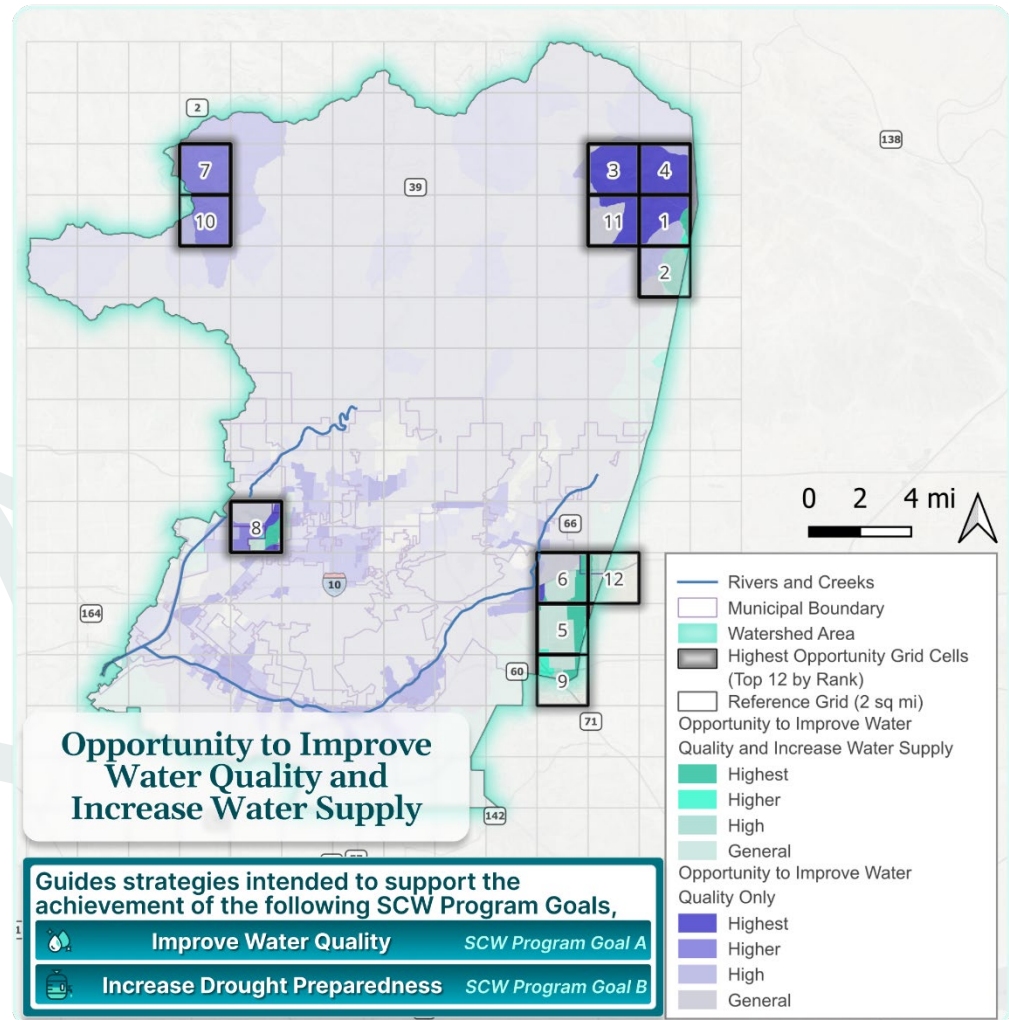 2
138
7
3
4
39
10
11
1
2
0 2 4 mi
8
66
10
6
12
164
5
60
9
71
142
Rivers and Creeks
Municipal Boundary
Watershed Area
Highest Opportunity Grid Cells
(Top 12 by Rank)
Reference Grid (2 sq mi)
Opportunity to Improve Water
Quality and Increase Water Supply
Highest
Higher
High
General
Opportunity to Improve Water
Quality Only
Highest
Higher
High
General
Opportunity to Improve
Water Quality and
Increase Water Supply
Guides strategies intended to support the
achievement of the following SCW Program Goals,
Improve Water Quality SCW Program Goal A
Increase Drought Preparedness SCW Program Goal B